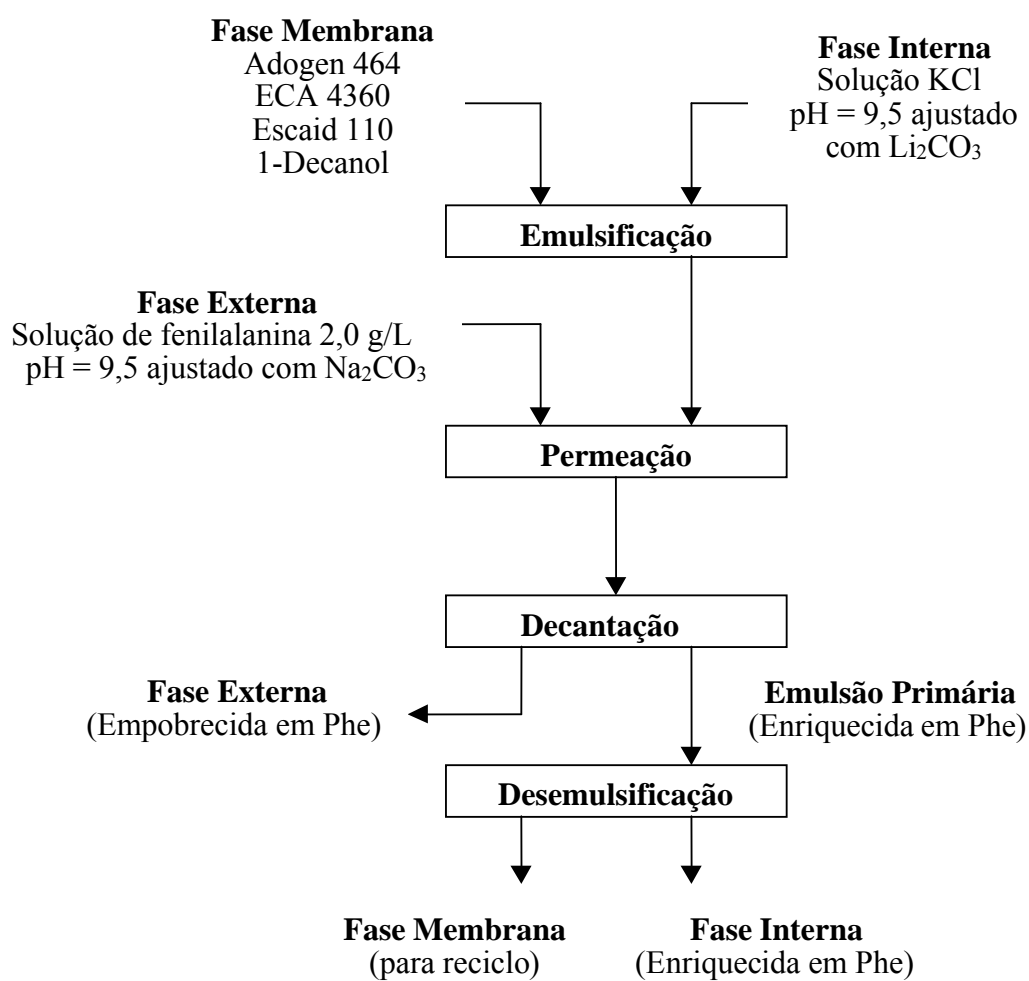 Fase Membrana
Adogen 464
ECA 4360
Escaid 110
1-Decanol
Fase Interna
Solução KCl
pH = 9,5 ajustado
com Li₂CO₃
Emulsificação
Fase Externa
Solução de fenilalanina 2,0 g/L
pH = 9,5 ajustado com Na₂CO₃
Permeação
Decantação
Fase Externa
(Empobrecida em Phe)
Emulsão Primária
(Enriquecida em Phe)
Desemulsificação
Fase Membrana
(para reciclo)
Fase Interna
(Enriquecida em Phe)